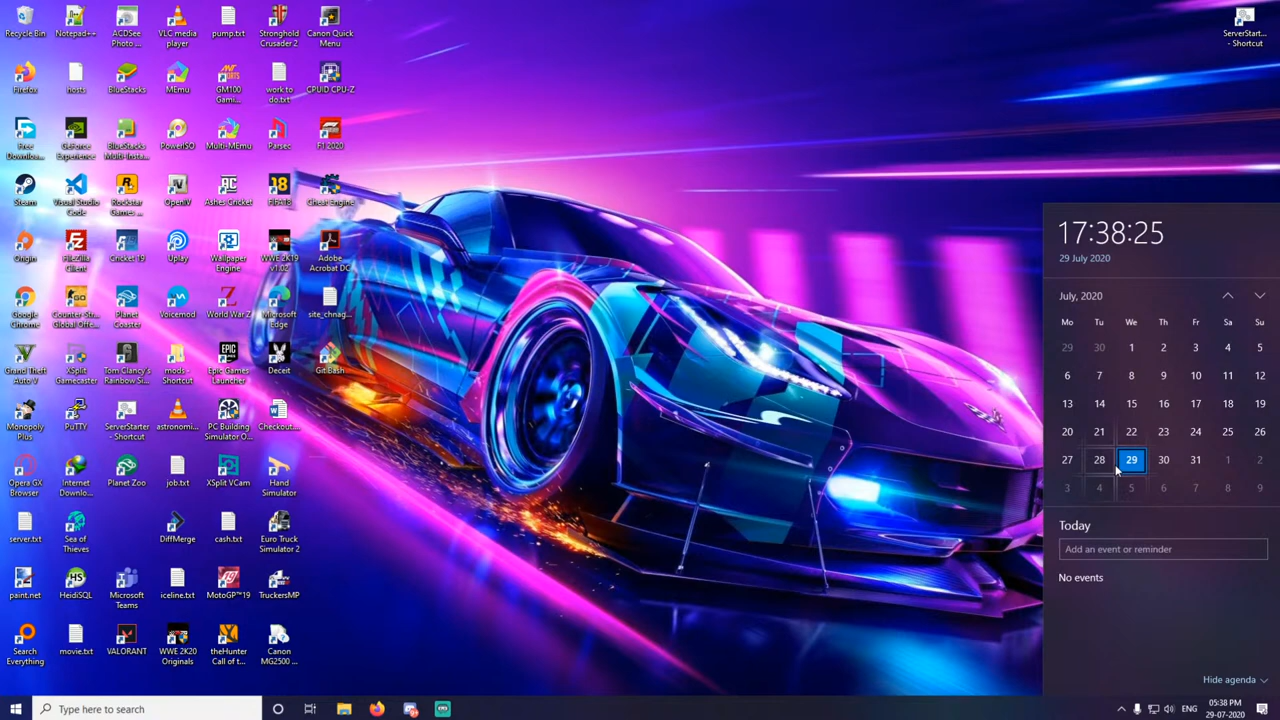 Recycle Bin
Notepad++
ACDSee Photo ...
VLC media player
pump.txt
Stronghold Crusader 2
Canon Quick Menu
ServerStart... - Shortcut
Firefox
hosts
BlueStacks
MEmu
GM100 Gami...
work to do.txt
CPUID CPU-Z
Free Downloa...
GeForce Experience
BlueStacks Multi-Insta...
PowerISO
Multi-MEmu
Parsec
F1 2020
Steam
Visual Studio Code
Rockstar Games ...
OpenIV
Ashes Cricket
FIFA18
Cheat Engine
Origin
FileZilla Client
Cricket 19
Uplay
Wallpaper Engine
WWE 2K19 V1.02
Adobe Acrobat DC
Google Chrome
Counter-Str... Global Offe...
Planet Coaster
Voicemod
World War Z
Microsoft Edge
site_chnag...
Grand Theft Auto V
XSplit Gamecaster
Tom Clancy's Rainbow Si...
mods - Shortcut
Epic Games Launcher
Deceit
Git Bash
Monopoly Plus
PuTTY
ServerStarter - Shortcut
astronomi...
PC Building Simulator O...
Checkout...
Opera GX Browser
Internet Downlo...
Planet Zoo
job.txt
XSplit VCam
Hand Simulator
server.txt
Sea of Thieves
DiffMerge
cash.txt
Euro Truck Simulator 2
paint.net
HeidiSQL
Microsoft Teams
iceline.txt
MotoGP™19
TruckersMP
Search Everything
movie.txt
VALORANT
WWE 2K20 Originals
theHunter Call of t...
Canon MG2500 ...
17:38:25
29 July 2020
July, 2020
Mo Tu We Th Fr Sa Su
29 30 1 2 3 4 5
6 7 8 9 10 11 12
13 14 15 16 17 18 19
20 21 22 23 24 25 26
27 28 29 30 31 1 2
3 4 5 6 7 8 9
Today
Add an event or reminder
No events
Hide agenda
Type here to search
ENG
05:38 PM
29-07-2020